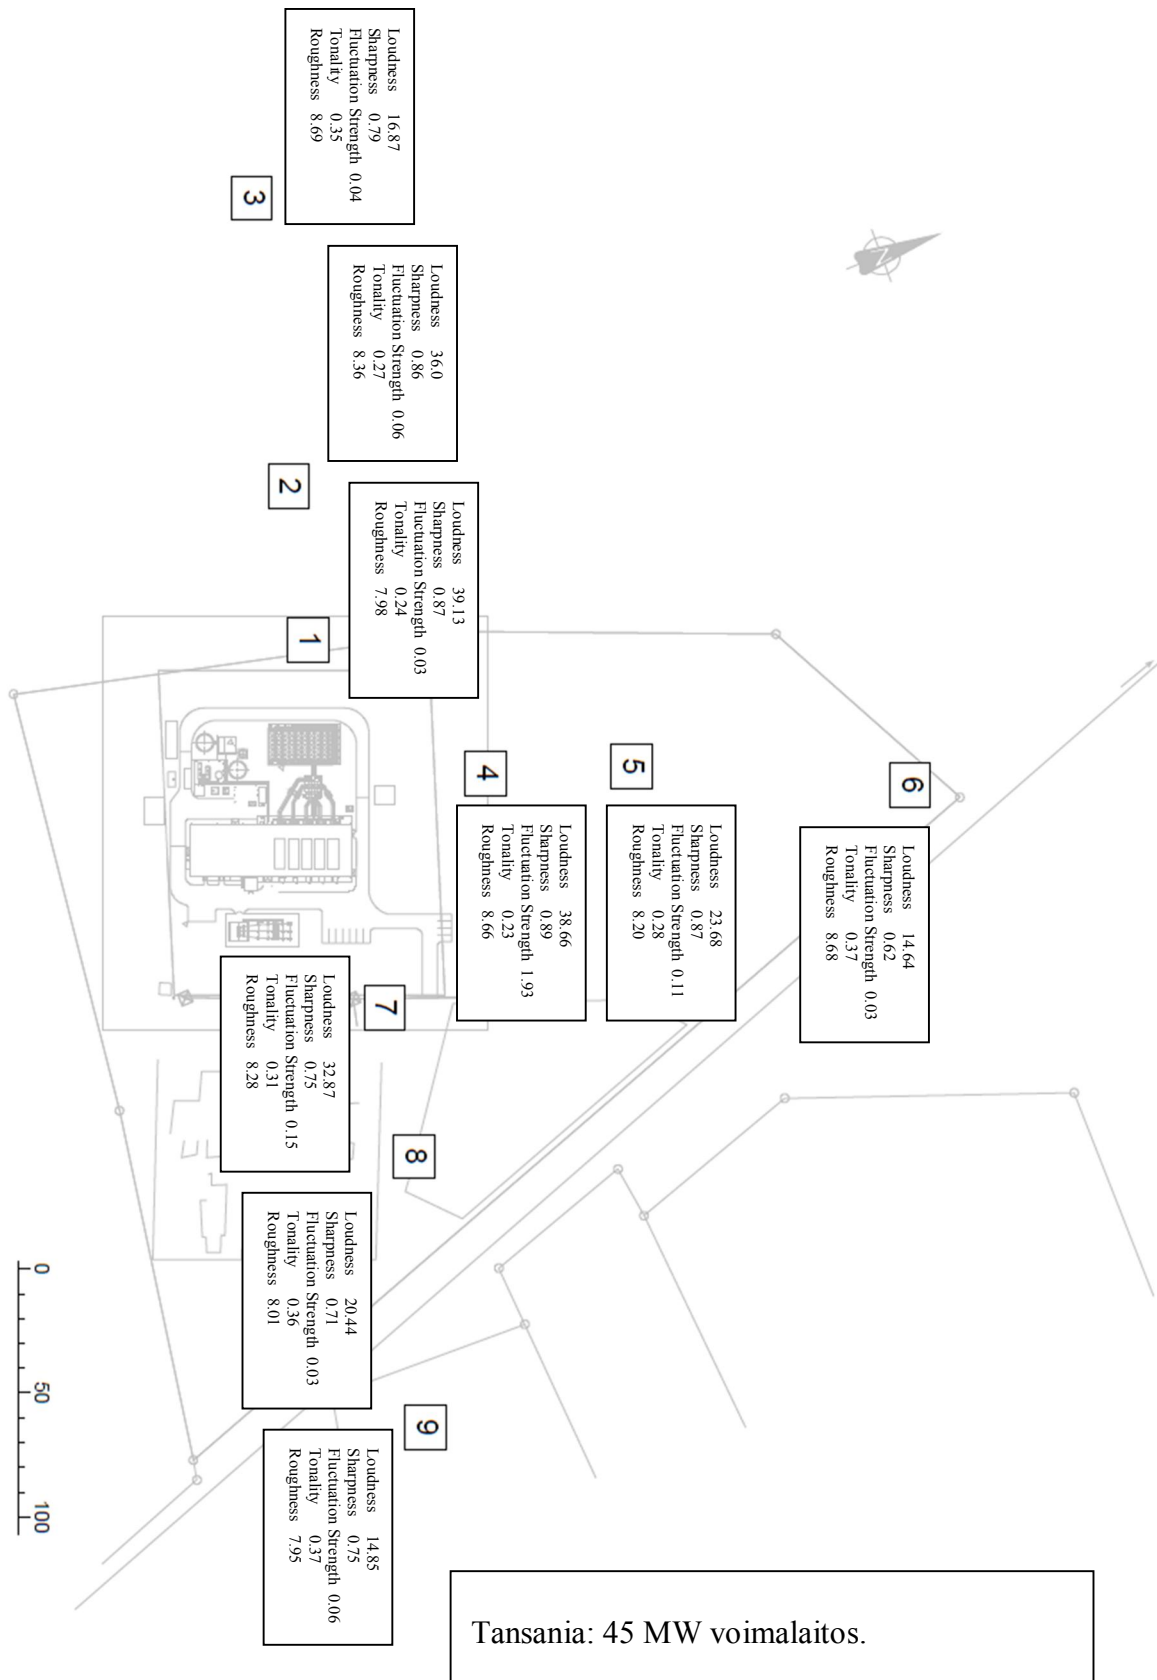 Loudness 16.87
Sharpness 0.79
Fluctuation Strength 0.04
Tonality 0.35
Roughness 8.69
3
Loudness 36.0
Sharpness 0.86
Fluctuation Strength 0.06
Tonality 0.27
Roughness 8.36
2
Loudness 39.13
Sharpness 0.87
Fluctuation Strength 0.03
Tonality 0.24
Roughness 7.98
1
4
Loudness 38.66
Sharpness 0.89
Fluctuation Strength 1.93
Tonality 0.23
Roughness 8.66
5
Loudness 23.68
Sharpness 0.87
Fluctuation Strength 0.11
Tonality 0.28
Roughness 8.20
6
Loudness 14.64
Sharpness 0.62
Fluctuation Strength 0.03
Tonality 0.37
Roughness 8.68
7
Loudness 32.87
Sharpness 0.75
Fluctuation Strength 0.15
Tonality 0.31
Roughness 8.28
8
Loudness 20.44
Sharpness 0.71
Fluctuation Strength 0.03
Tonality 0.36
Roughness 8.01
9
Loudness 14.85
Sharpness 0.75
Fluctuation Strength 0.06
Tonality 0.37
Roughness 7.95
N
0 50 100
Tansania: 45 MW voimalaitos.